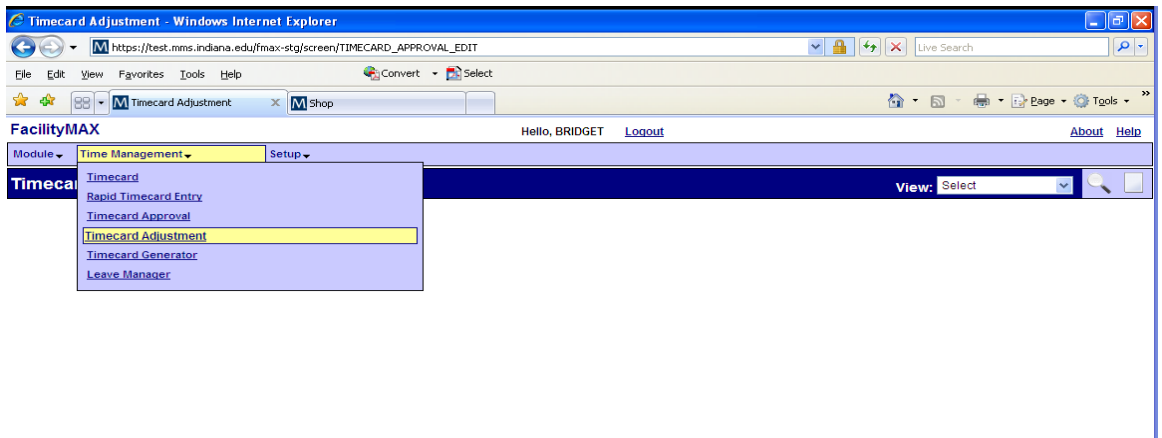 Timecard Adjustment - Windows Internet Explorer
https://test.mms.indiana.edu/fmax-stg/screen/TIMECARD_APPROVAL_EDIT Live Search
File Edit View Favorites Tools Help Convert Select
Timecard Adjustment Shop Page Tools »
FacilityMAX Hello, BRIDGET Logout About Help
Module Time Management Setup
Timecar View: Select
Timecard
Rapid Timecard Entry
Timecard Approval
Timecard Adjustment
Timecard Generator
Leave Manager